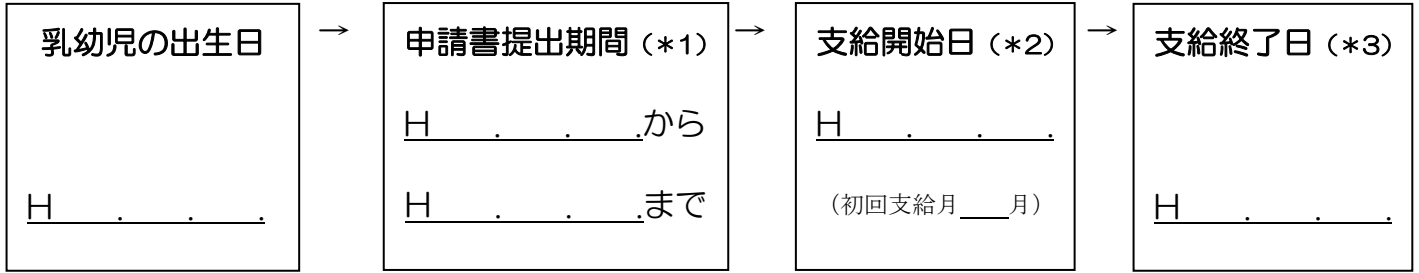 乳幼児の出生日
H . . .
→
申請書提出期間（＊1）
H . . .から
H . . .まで
→
支給開始日（＊2）
H . . .
（初回支給月　　月）
→
支給終了日（＊3）
H . . .